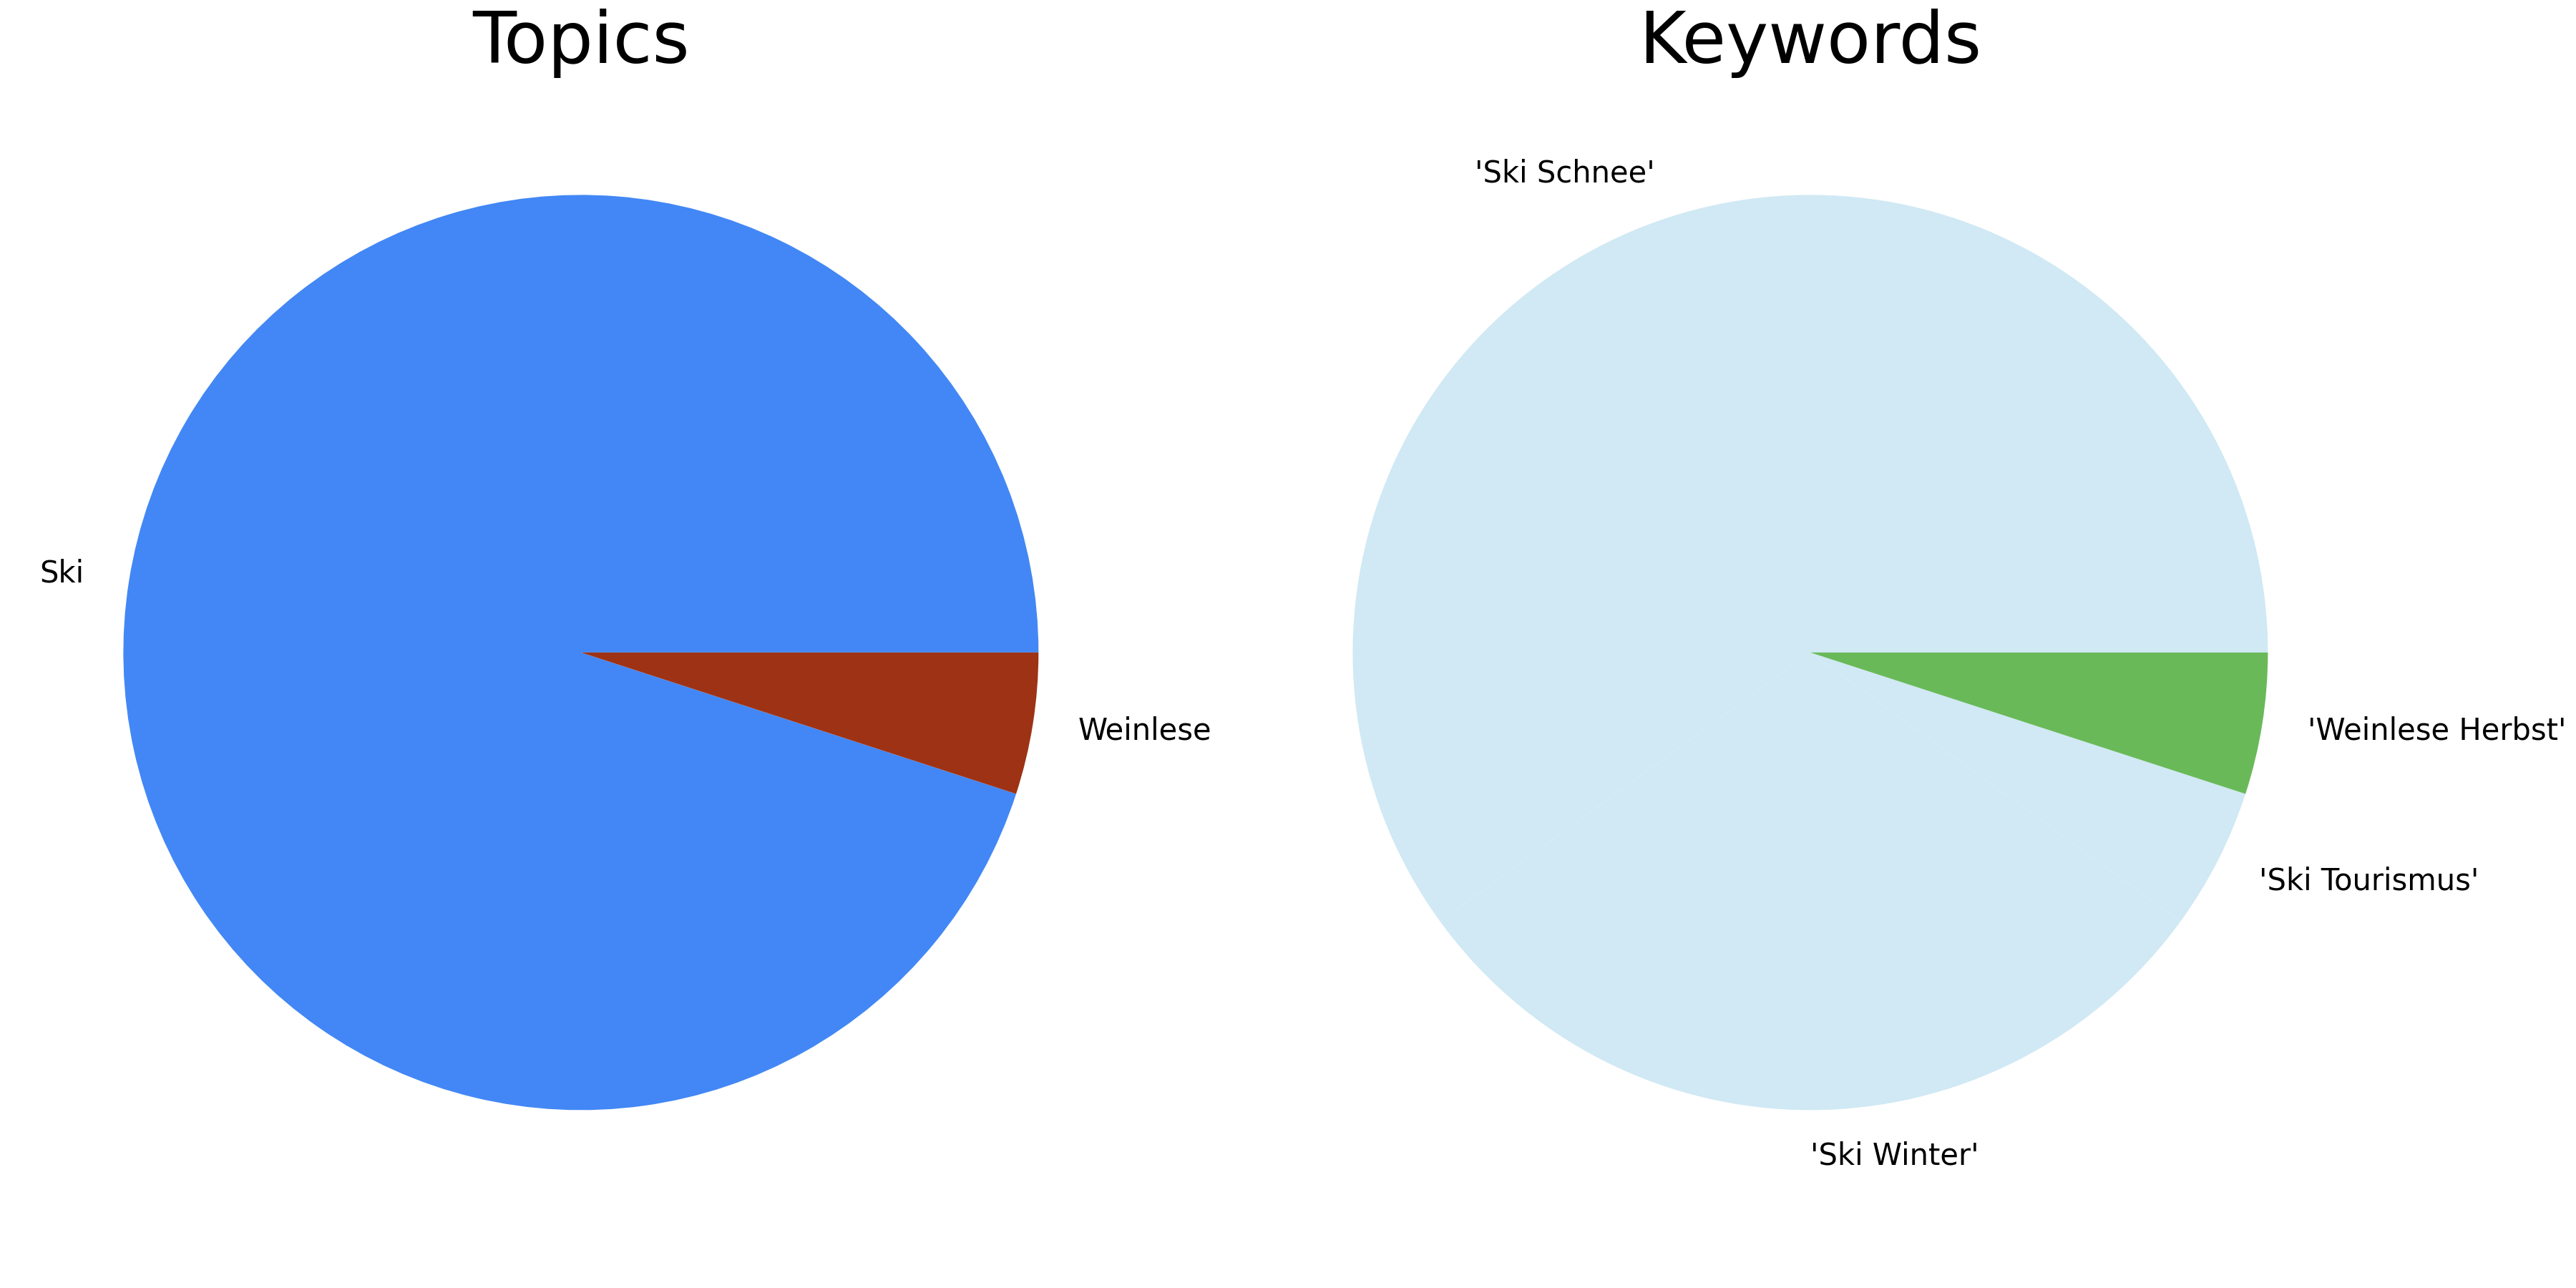 Topics
Ski
Weinlese
Keywords
'Ski Schnee'
'Weinlese Herbst'
'Ski Tourismus'
'Ski Winter'